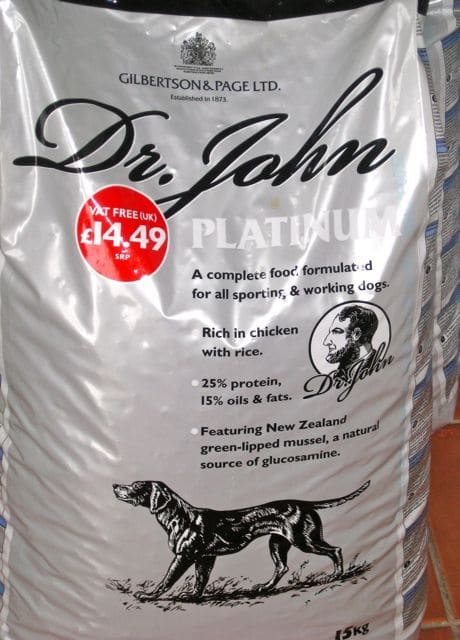 GILBERTSON & PAGE LTD.
Established in 1873.
Dr. John
VAT FREE (UK)
£14.49
SRP
PLATINUM
A complete food formulated
for all sporting & working dogs.
Rich in chicken
with rice.
25% protein,
15% oils & fats.
Dr. John
Featuring New Zealand
green-lipped mussel, a natural
source of glucosamine.
15kg